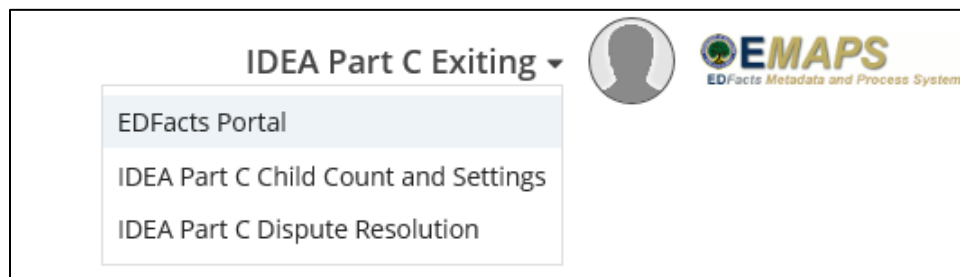 IDEA Part C Exiting
EMAPS
EDFacts Metadata and Process System
EDFacts Portal
IDEA Part C Child Count and Settings
IDEA Part C Dispute Resolution